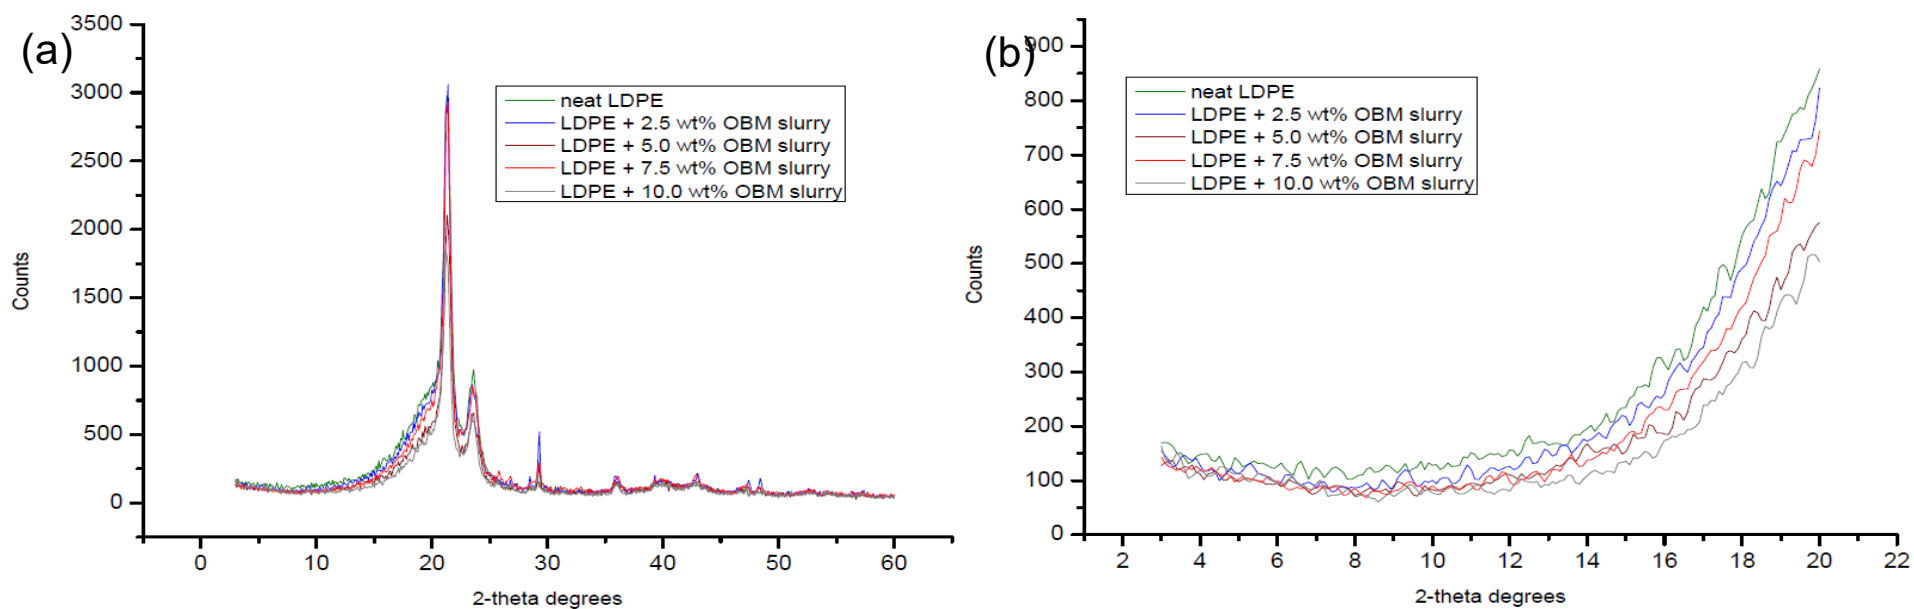 (a)
3500
3000
2500
2000
1500
1000
500
0
Counts
neat LDPE
LDPE + 2.5 wt% OBM slurry
LDPE + 5.0 wt% OBM slurry
LDPE + 7.5 wt% OBM slurry
LDPE + 10.0 wt% OBM slurry
0 10 20 30 40 50 60
2-theta degrees
(b)
900
800
700
600
500
400
300
200
100
0
Counts
neat LDPE
LDPE + 2.5 wt% OBM slurry
LDPE + 5.0 wt% OBM slurry
LDPE + 7.5 wt% OBM slurry
LDPE + 10.0 wt% OBM slurry
2 4 6 8 10 12 14 16 18 20 22
2-theta degrees